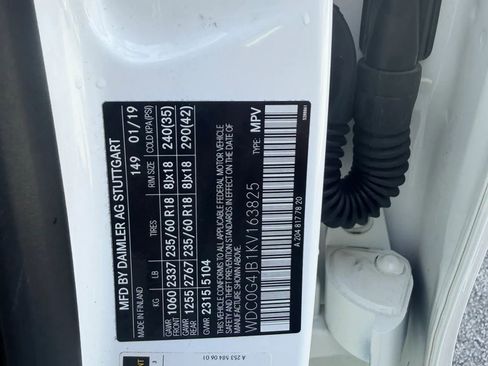 MFD BY DAIMLER AG STUTTGART
149 01/19
MADE IN FINLAND
KG LB TIRES RIM SIZE COLD KPA(PSI)
GAWR FRONT 1060 2337 235/60 R18 8Jx18 240(35)
GAWR REAR 1255 2767 235/60 R18 8Jx18 290(42)
GVWR 2315 5104
THIS VEHICLE CONFORMS TO ALL APPLICABLE FEDERAL MOTOR VEHICLE
SAFETY AND THEFT PREVENTION STANDARDS IN EFFECT ON THE DATE OF
MANUFACTURE SHOWN ABOVE.
WDC0G4JB1KV163825 TYPE: MPV
A 204 817 78 20
A 253 584 06 01